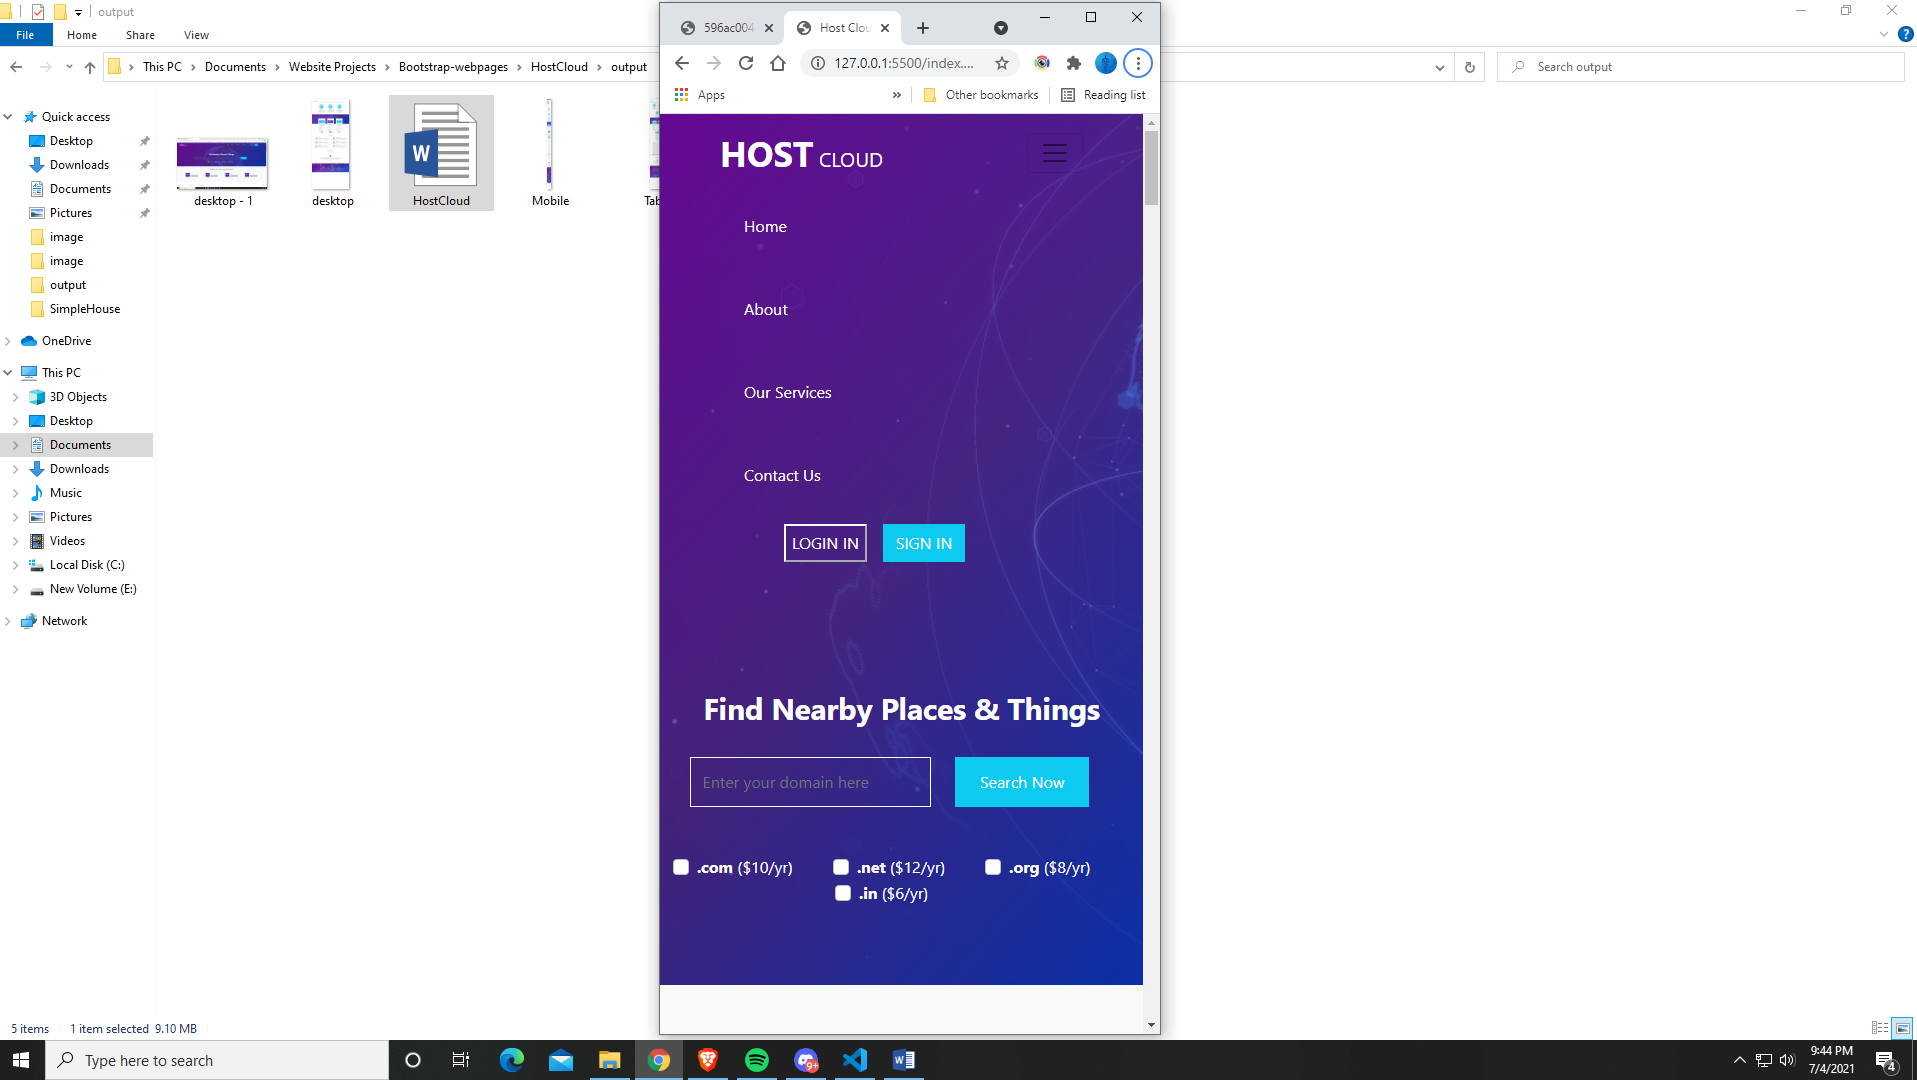 output
File Home Share View
This PC Documents Website Projects Bootstrap-webpages HostCloud output
Search output
Quick access
Desktop
Downloads
Documents
Pictures
image
image
output
SimpleHouse
OneDrive
This PC
3D Objects
Desktop
Documents
Downloads
Music
Pictures
Videos
Local Disk (C:)
New Volume (E:)
Network
desktop - 1
desktop
W
HostCloud
Mobile
Tab
5 items 1 item selected 9.10 MB
596ac004
Host Clou
127.0.0.1:5500/index....
Apps
» Other bookmarks Reading list
HOST CLOUD
Home
About
Our Services
Contact Us
LOGIN IN SIGN IN
Find Nearby Places & Things
Enter your domain here Search Now
.com ($10/yr) .net ($12/yr) .org ($8/yr)
.in ($6/yr)
Type here to search
9+
9:44 PM
7/4/2021
4